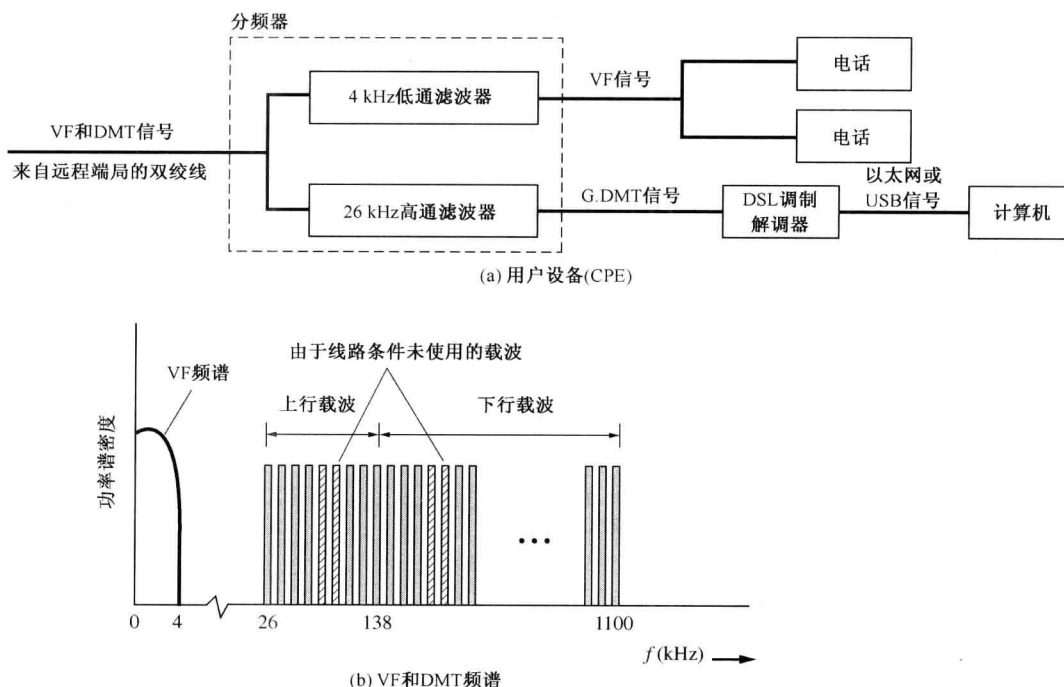 分频器
VF和DMT信号
来自远程端局的双绞线
4 kHz低通滤波器
VF信号
电话
电话
26 kHz高通滤波器
G.DMT信号
DSL调制
解调器
以太网或
USB信号
计算机
(a) 用户设备(CPE)
由于线路条件未使用的载波
VF频谱
上行载波
下行载波
功率谱密度
0
4
26
138
1100
f (kHz)
(b) VF和DMT频谱